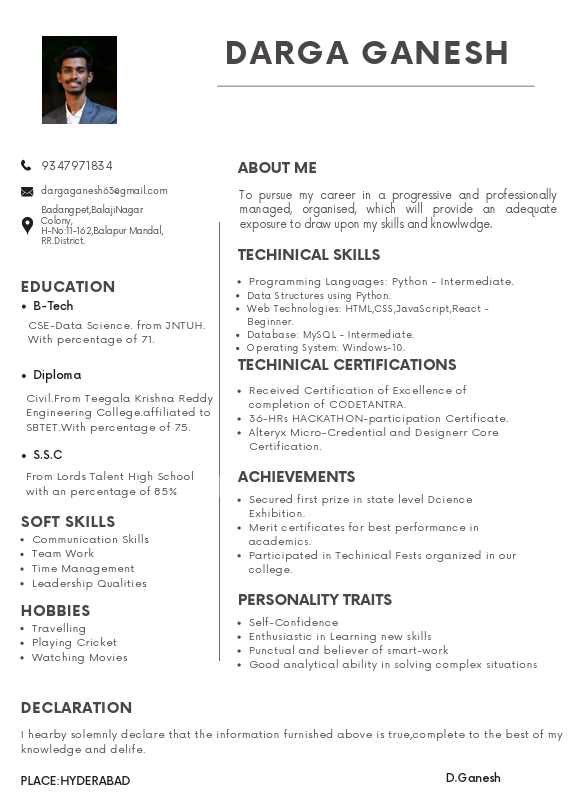 DARGA GANESH
9347971834
dargaganesh63@gmail.com
Badangpet,BalajiNagar
Colony,
H-No:11-162,Balapur Mandal,
RR.District.
EDUCATION
• B-Tech
CSE-Data Science. from JNTUH.
With percentage of 71.
• Diploma
Civil.From Teegala Krishna Reddy
Engineering College.affiliated to
SBTET.With percentage of 75.
• S.S.C
From Lords Talent High School
with an percentage of 85%
SOFT SKILLS
• Communication Skills
• Team Work
• Time Management
• Leadership Qualities
HOBBIES
• Travelling
• Playing Cricket
• Watching Movies
ABOUT ME
To pursue my career in a progressive and professionally
managed, organised, which will provide an adequate
exposure to draw upon my skills and knowlwdge.
TECHINICAL SKILLS
• Programming Languages: Python - Intermediate.
• Data Structures using Python.
• Web Technologies: HTML,CSS,JavaScript,React -
Beginner.
• Database: MySQL - Intermediate.
• Operating System: Windows-10.
TECHNICAL CERTIFICATIONS
• Received Certification of Excellence of
completion of CODETANTRA.
• 36-HRs HACKATHON-participation Certificate.
• Alteryx Micro-Credential and Designerr Core
Certification.
ACHIEVEMENTS
• Secured first prize in state level Dcience
Exhibition.
• Merit certificates for best performance in
academics.
• Participated in Techinical Fests organized in our
college.
PERSONALITY TRAITS
• Self-Confidence
• Enthusiastic in Learning new skills
• Punctual and believer of smart-work
• Good analytical ability in solving complex situations
DECLARATION
I hearby solemnly declare that the information furnished above is true,complete to the best of my
knowledge and delife.
PLACE:HYDERABAD
D.Ganesh